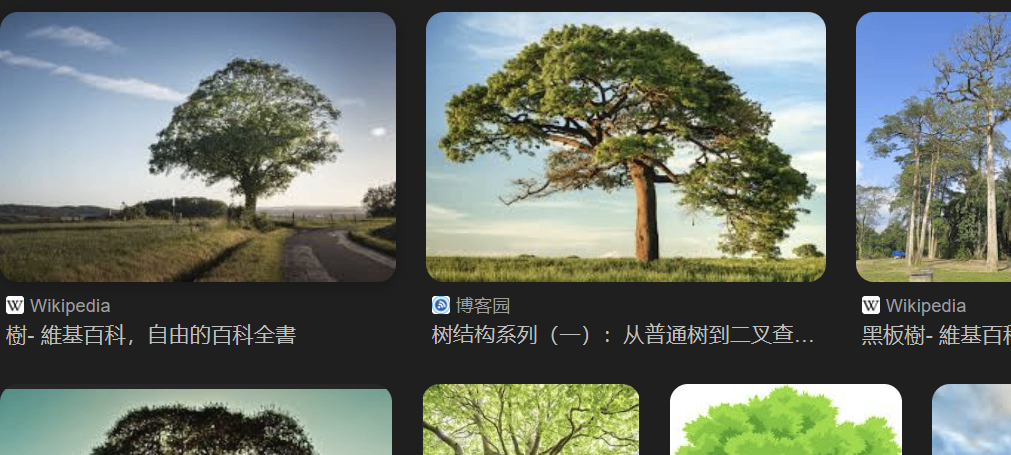 Wikipedia
樹- 維基百科，自由的百科全書
博客园
树结构系列（一）：从普通树到二叉查...
Wikipedia
黑板樹- 維基百